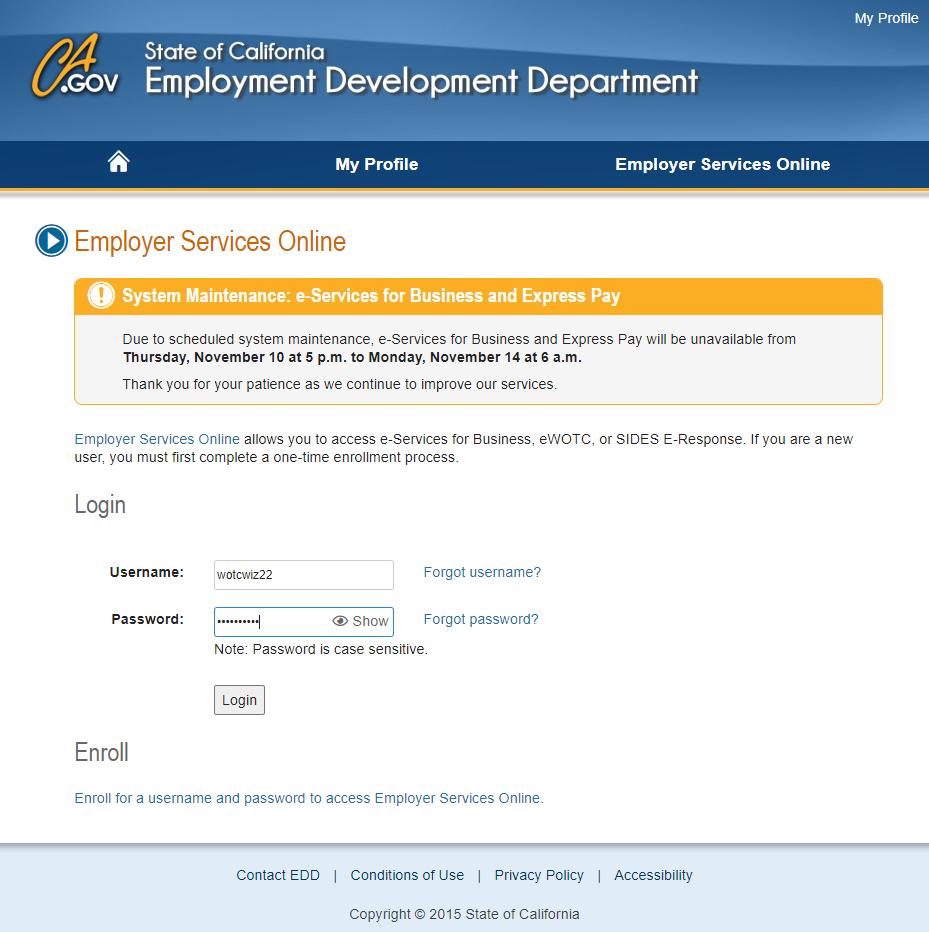 My Profile
CA.GOV
State of California
Employment Development Department
My Profile
Employer Services Online
Employer Services Online
! System Maintenance: e-Services for Business and Express Pay
Due to scheduled system maintenance, e-Services for Business and Express Pay will be unavailable from
Thursday, November 10 at 5 p.m. to Monday, November 14 at 6 a.m.
Thank you for your patience as we continue to improve our services.
Employer Services Online allows you to access e-Services for Business, eWOTC, or SIDES E-Response. If you are a new
user, you must first complete a one-time enrollment process.
Login
Username: wotcwiz22 Forgot username?
Password: •••••••••• Show Forgot password?
Note: Password is case sensitive.
Login
Enroll
Enroll for a username and password to access Employer Services Online.
Contact EDD | Conditions of Use | Privacy Policy | Accessibility
Copyright © 2015 State of California